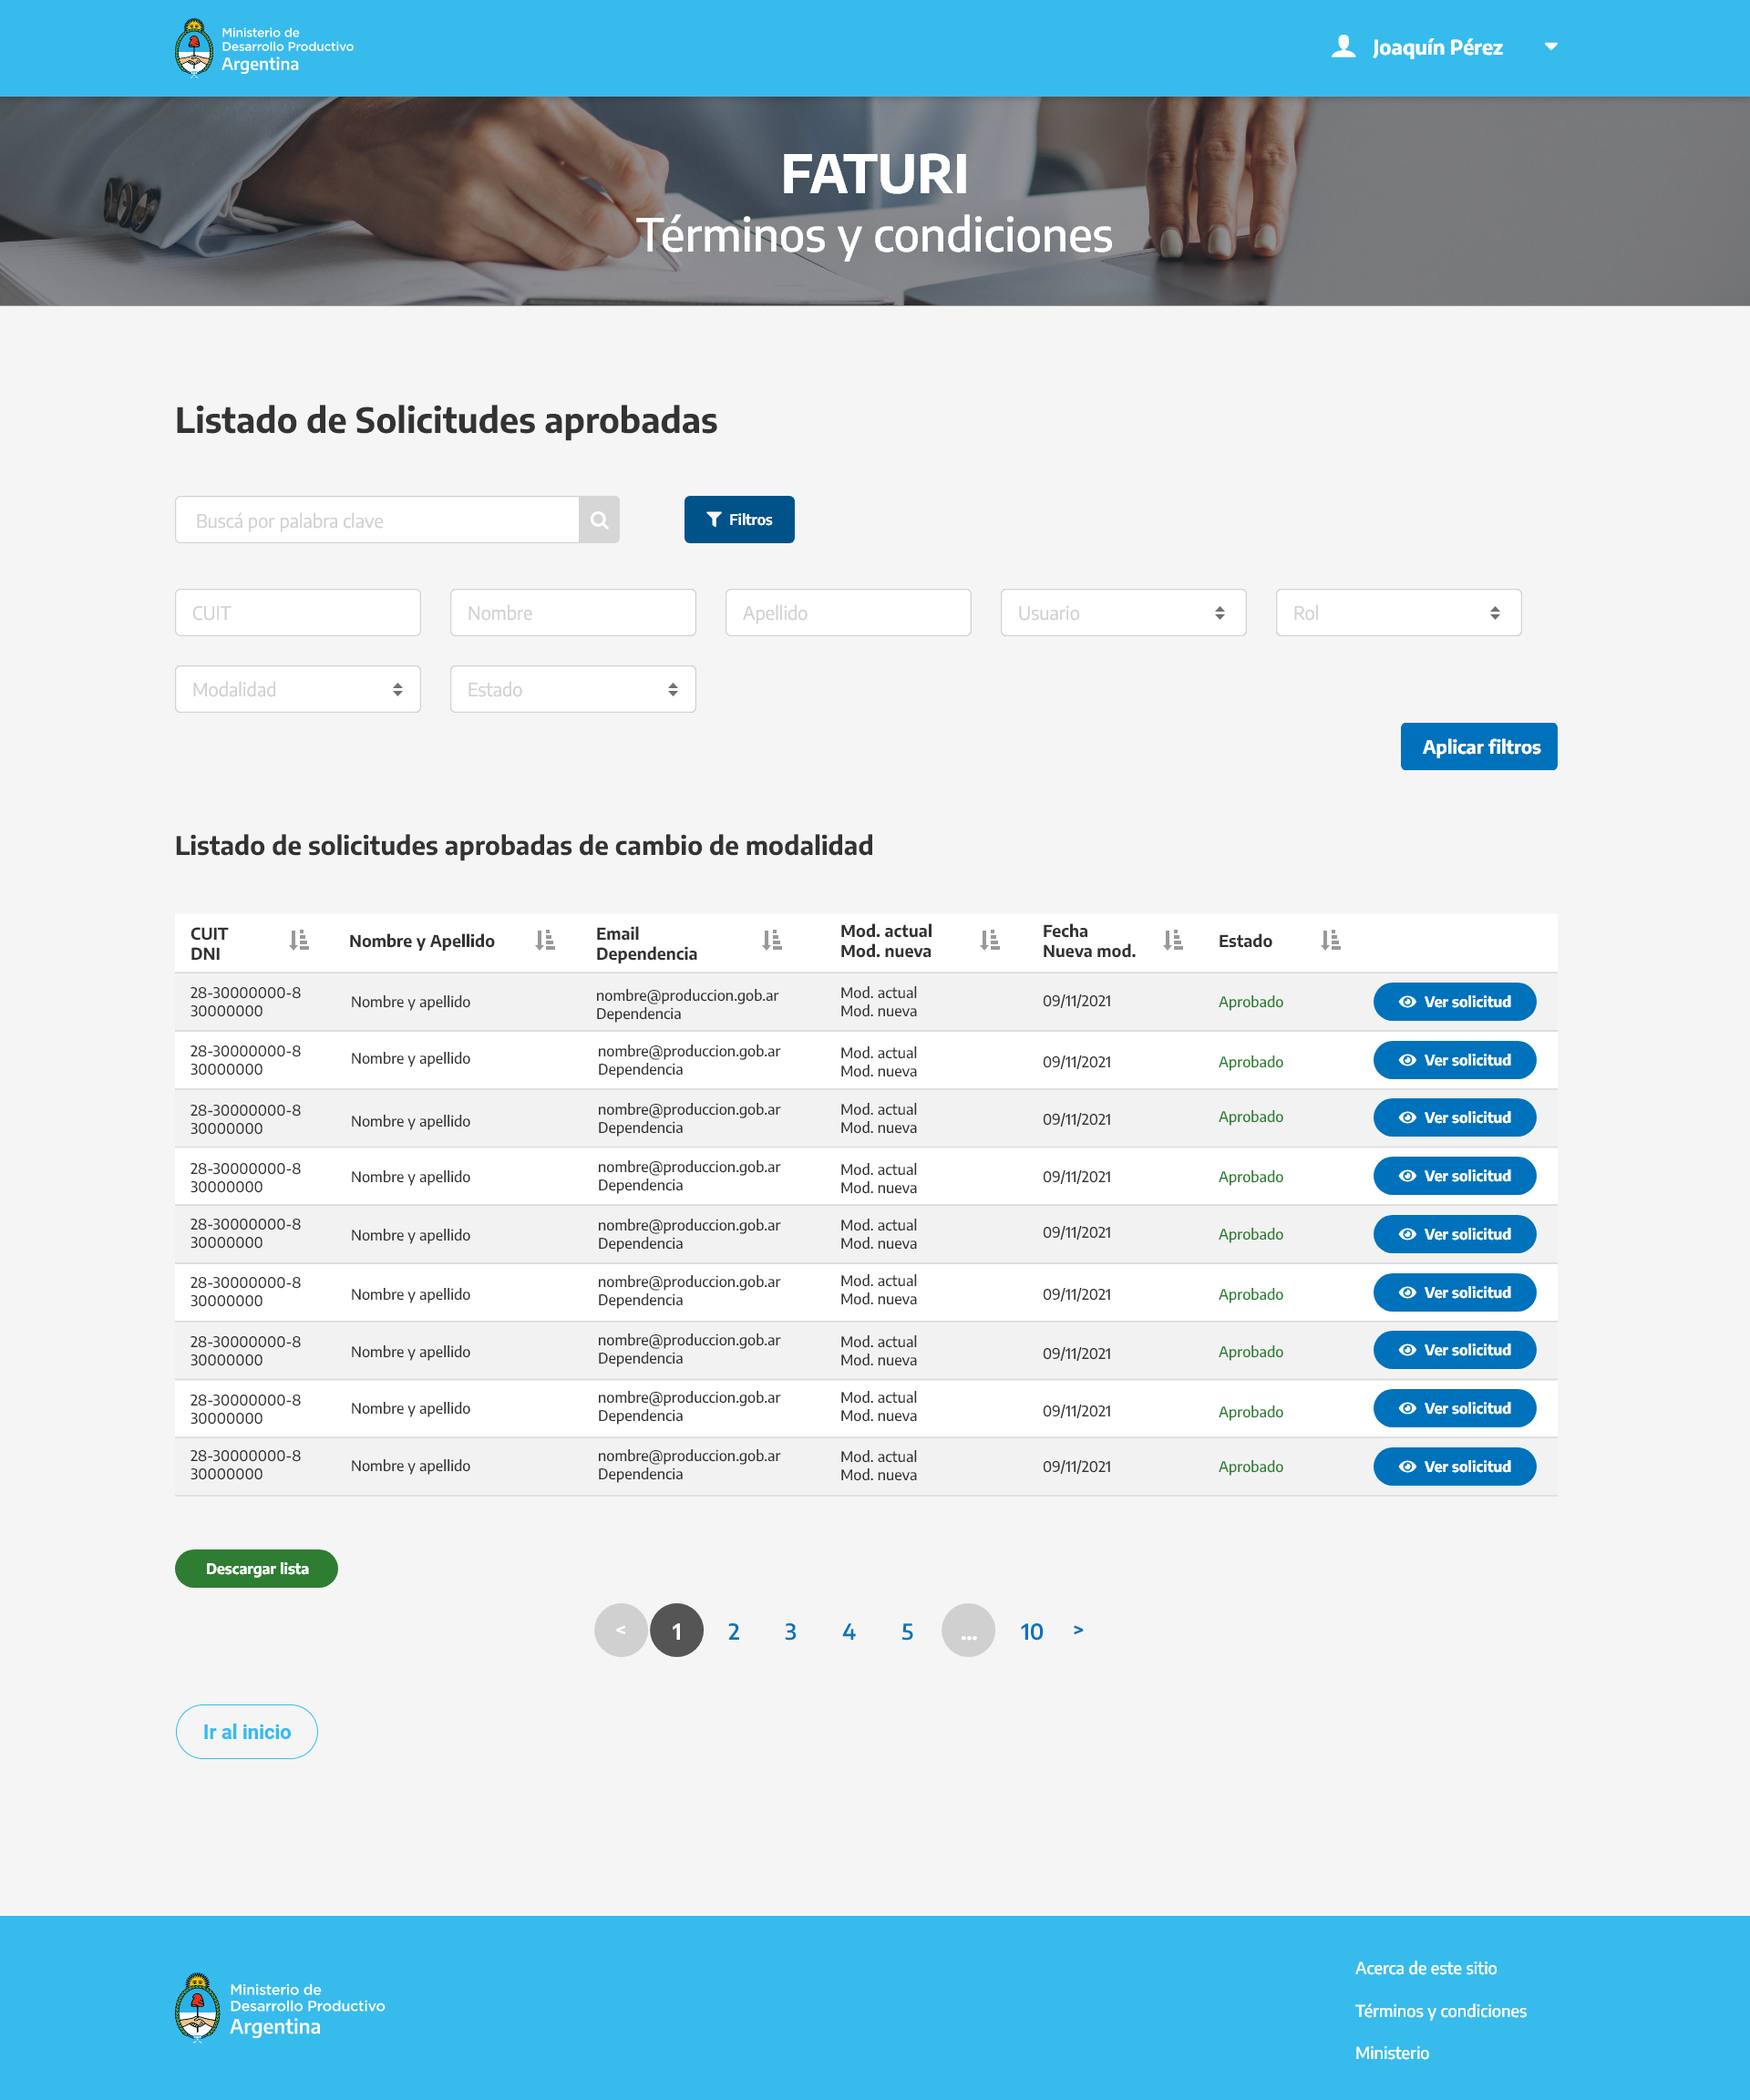 Ministerio de
Desarrollo Productivo
Argentina
Joaquín Pérez
FATURI
Términos y condiciones
Listado de Solicitudes aprobadas
Buscá por palabra clave
Filtros
CUIT Nombre Apellido Usuario Rol
Modalidad Estado
Aplicar filtros
Listado de solicitudes aprobadas de cambio de modalidad
CUIT
DNI
Nombre y Apellido
Email
Dependencia
Mod. actual
Mod. nueva
Fecha
Nueva mod.
Estado
28-30000000-8
30000000
Nombre y apellido
nombre@produccion.gob.ar
Dependencia
Mod. actual
Mod. nueva
09/11/2021
Aprobado
Ver solicitud
28-30000000-8
30000000
Nombre y apellido
nombre@produccion.gob.ar
Dependencia
Mod. actual
Mod. nueva
09/11/2021
Aprobado
Ver solicitud
28-30000000-8
30000000
Nombre y apellido
nombre@produccion.gob.ar
Dependencia
Mod. actual
Mod. nueva
09/11/2021
Aprobado
Ver solicitud
28-30000000-8
30000000
Nombre y apellido
nombre@produccion.gob.ar
Dependencia
Mod. actual
Mod. nueva
09/11/2021
Aprobado
Ver solicitud
28-30000000-8
30000000
Nombre y apellido
nombre@produccion.gob.ar
Dependencia
Mod. actual
Mod. nueva
09/11/2021
Aprobado
Ver solicitud
28-30000000-8
30000000
Nombre y apellido
nombre@produccion.gob.ar
Dependencia
Mod. actual
Mod. nueva
09/11/2021
Aprobado
Ver solicitud
28-30000000-8
30000000
Nombre y apellido
nombre@produccion.gob.ar
Dependencia
Mod. actual
Mod. nueva
09/11/2021
Aprobado
Ver solicitud
28-30000000-8
30000000
Nombre y apellido
nombre@produccion.gob.ar
Dependencia
Mod. actual
Mod. nueva
09/11/2021
Aprobado
Ver solicitud
28-30000000-8
30000000
Nombre y apellido
nombre@produccion.gob.ar
Dependencia
Mod. actual
Mod. nueva
09/11/2021
Aprobado
Ver solicitud
Descargar lista
< 1 2 3 4 5 ... 10 >
Ir al inicio
Ministerio de
Desarrollo Productivo
Argentina
Acerca de este sitio
Términos y condiciones
Ministerio